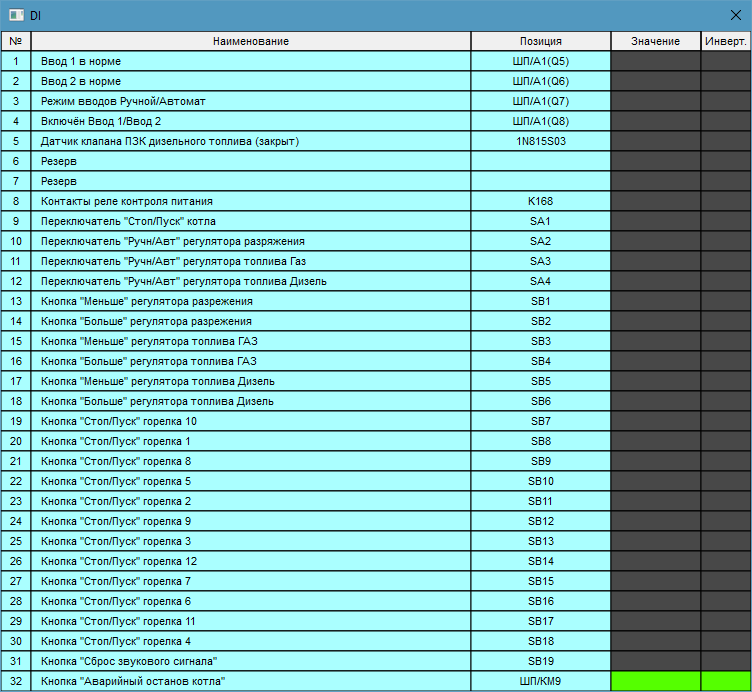 DI
№ Наименование Позиция Значение Инверт.
1 Ввод 1 в норме ШП/А1(Q5)
2 Ввод 2 в норме ШП/А1(Q6)
3 Режим вводов Ручной/Автомат ШП/А1(Q7)
4 Включён Ввод 1/Ввод 2 ШП/А1(Q8)
5 Датчик клапана ПЗК дизельного топлива (закрыт) 1N815S03
6 Резерв
7 Резерв
8 Контакты реле контроля питания K168
9 Переключатель "Стоп/Пуск" котла SA1
10 Переключатель "Ручн/Авт" регулятора разряжения SA2
11 Переключатель "Ручн/Авт" регулятора топлива Газ SA3
12 Переключатель "Ручн/Авт" регулятора топлива Дизель SA4
13 Кнопка "Меньше" регулятора разрежения SB1
14 Кнопка "Больше" регулятора разрежения SB2
15 Кнопка "Меньше" регулятора топлива ГАЗ SB3
16 Кнопка "Больше" регулятора топлива ГАЗ SB4
17 Кнопка "Меньше" регулятора топлива Дизель SB5
18 Кнопка "Больше" регулятора топлива Дизель SB6
19 Кнопка "Стоп/Пуск" горелка 10 SB7
20 Кнопка "Стоп/Пуск" горелка 1 SB8
21 Кнопка "Стоп/Пуск" горелка 8 SB9
22 Кнопка "Стоп/Пуск" горелка 5 SB10
23 Кнопка "Стоп/Пуск" горелка 2 SB11
24 Кнопка "Стоп/Пуск" горелка 9 SB12
25 Кнопка "Стоп/Пуск" горелка 3 SB13
26 Кнопка "Стоп/Пуск" горелка 12 SB14
27 Кнопка "Стоп/Пуск" горелка 7 SB15
28 Кнопка "Стоп/Пуск" горелка 6 SB16
29 Кнопка "Стоп/Пуск" горелка 11 SB17
30 Кнопка "Стоп/Пуск" горелка 4 SB18
31 Кнопка "Сброс звукового сигнала" SB19
32 Кнопка "Аварийный останов котла" ШП/КМ9